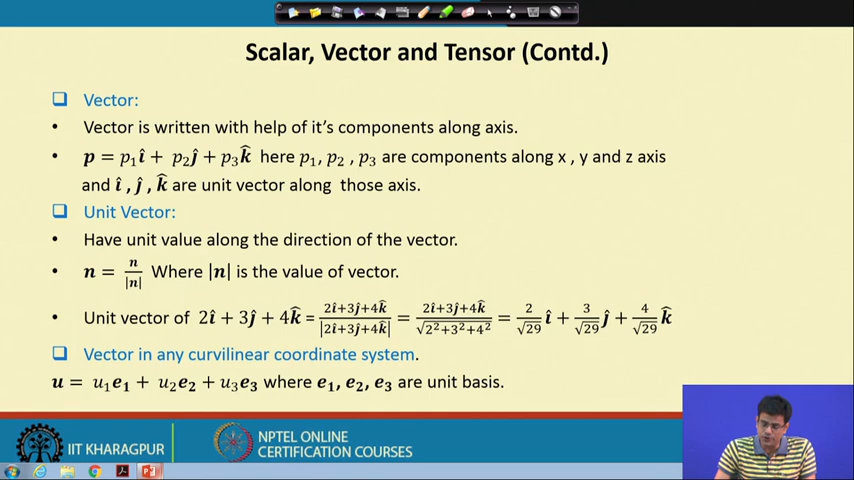 Scalar, Vector and Tensor (Contd.)
❑ Vector:
• Vector is written with help of it's components along axis.
• p = p₁î + p₂ĵ + p₃k̂ here p₁, p₂ , p₃ are components along x , y and z axis
and î , ĵ , k̂ are unit vector along those axis.
❑ Unit Vector:
• Have unit value along the direction of the vector.
• n = n/|n| Where |n| is the value of vector.
• Unit vector of 2î + 3ĵ + 4k̂ = (2î+3ĵ+4k̂)/|2î+3ĵ+4k̂| = (2î+3ĵ+4k̂)/√(2²+3²+4²) = 2/√29 î + 3/√29 ĵ + 4/√29 k̂
❑ Vector in any curvilinear coordinate system.
u = u₁e₁ + u₂e₂ + u₃e₃ where e₁, e₂, e₃ are unit basis.
IIT KHARAGPUR
NPTEL ONLINE
CERTIFICATION COURSES